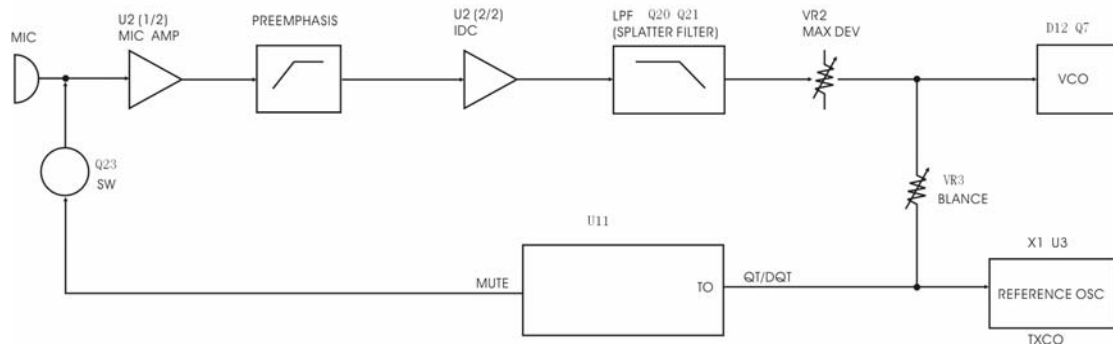 MIC
U2 (1/2)
MIC AMP
PREEMPHASIS
U2 (2/2)
IDC
LPF Q20 Q21
(SPLATTER FILTER)
VR2
MAX DEV
D12 Q7
VCO
Q23
SW
VR3
BLANCE
U11
MUTE
TO
QT/DQT
X1 U3
REFERENCE OSC
TXCO